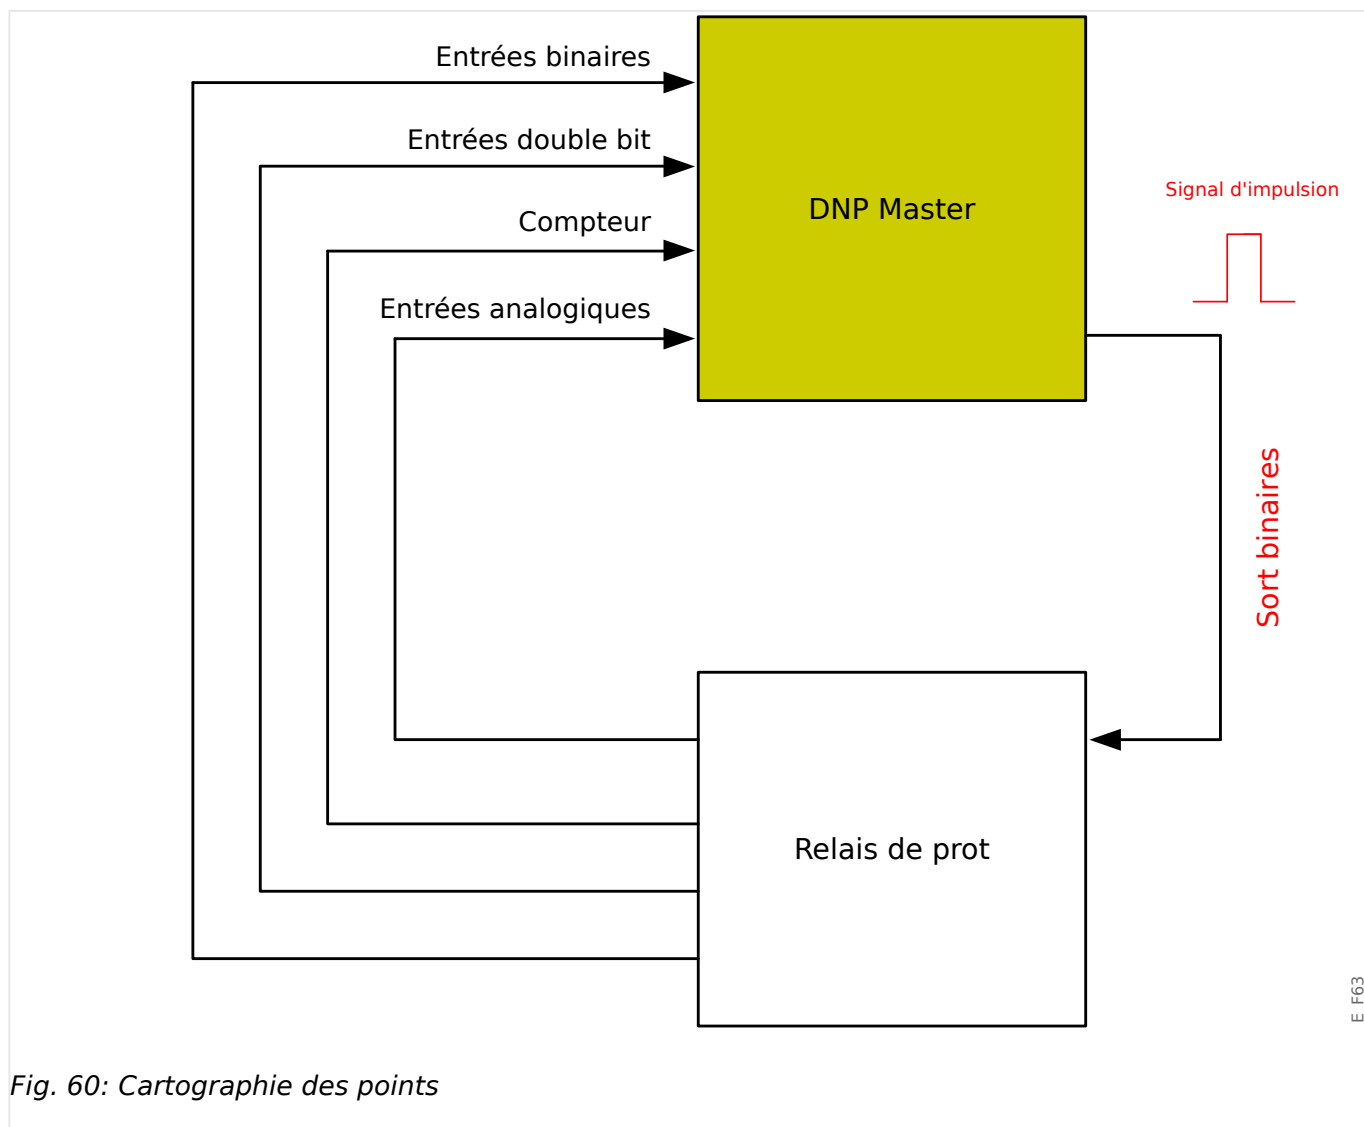 Entrées binaires
Entrées double bit
Compteur
Entrées analogiques
DNP Master
Signal d'impulsion
Sort binaires
Relais de prot
E_F63
Fig. 60: Cartographie des points